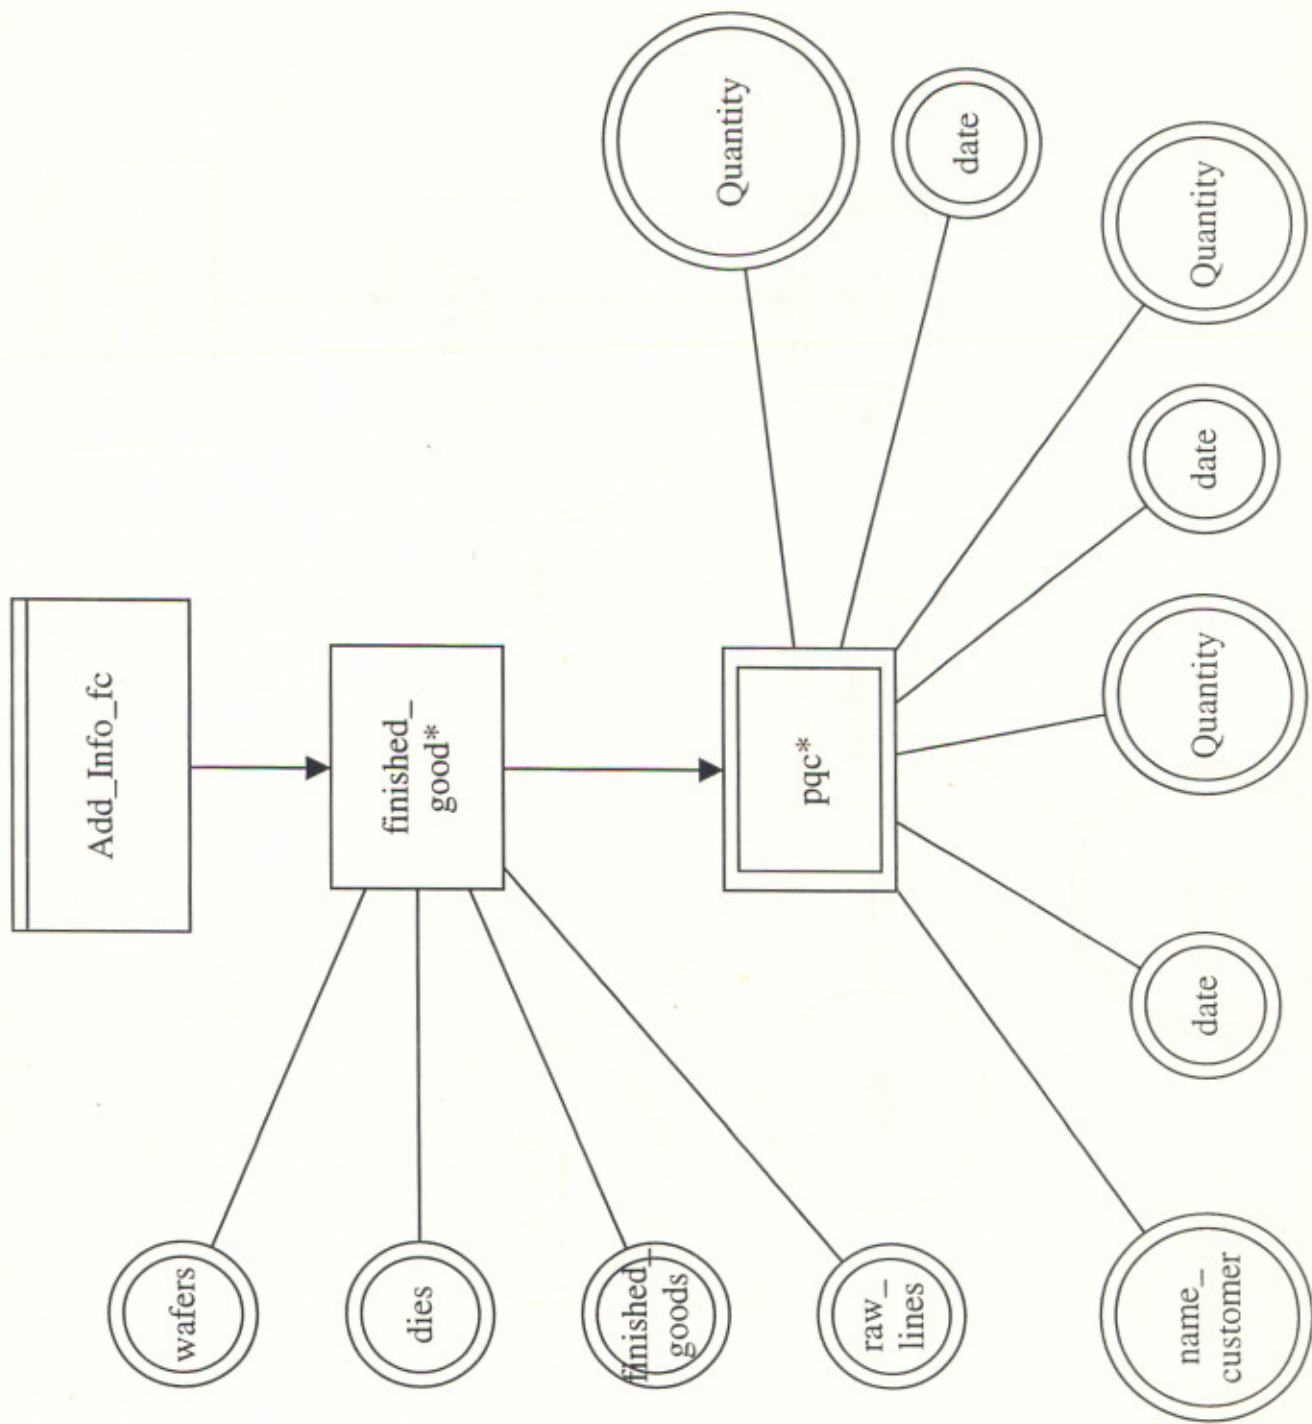 Add_Info_fc
finished_
good*
pqc*
wafers
dies
finished_
goods
raw_
lines
name_
customer
date
Quantity
date
Quantity
date
Quantity